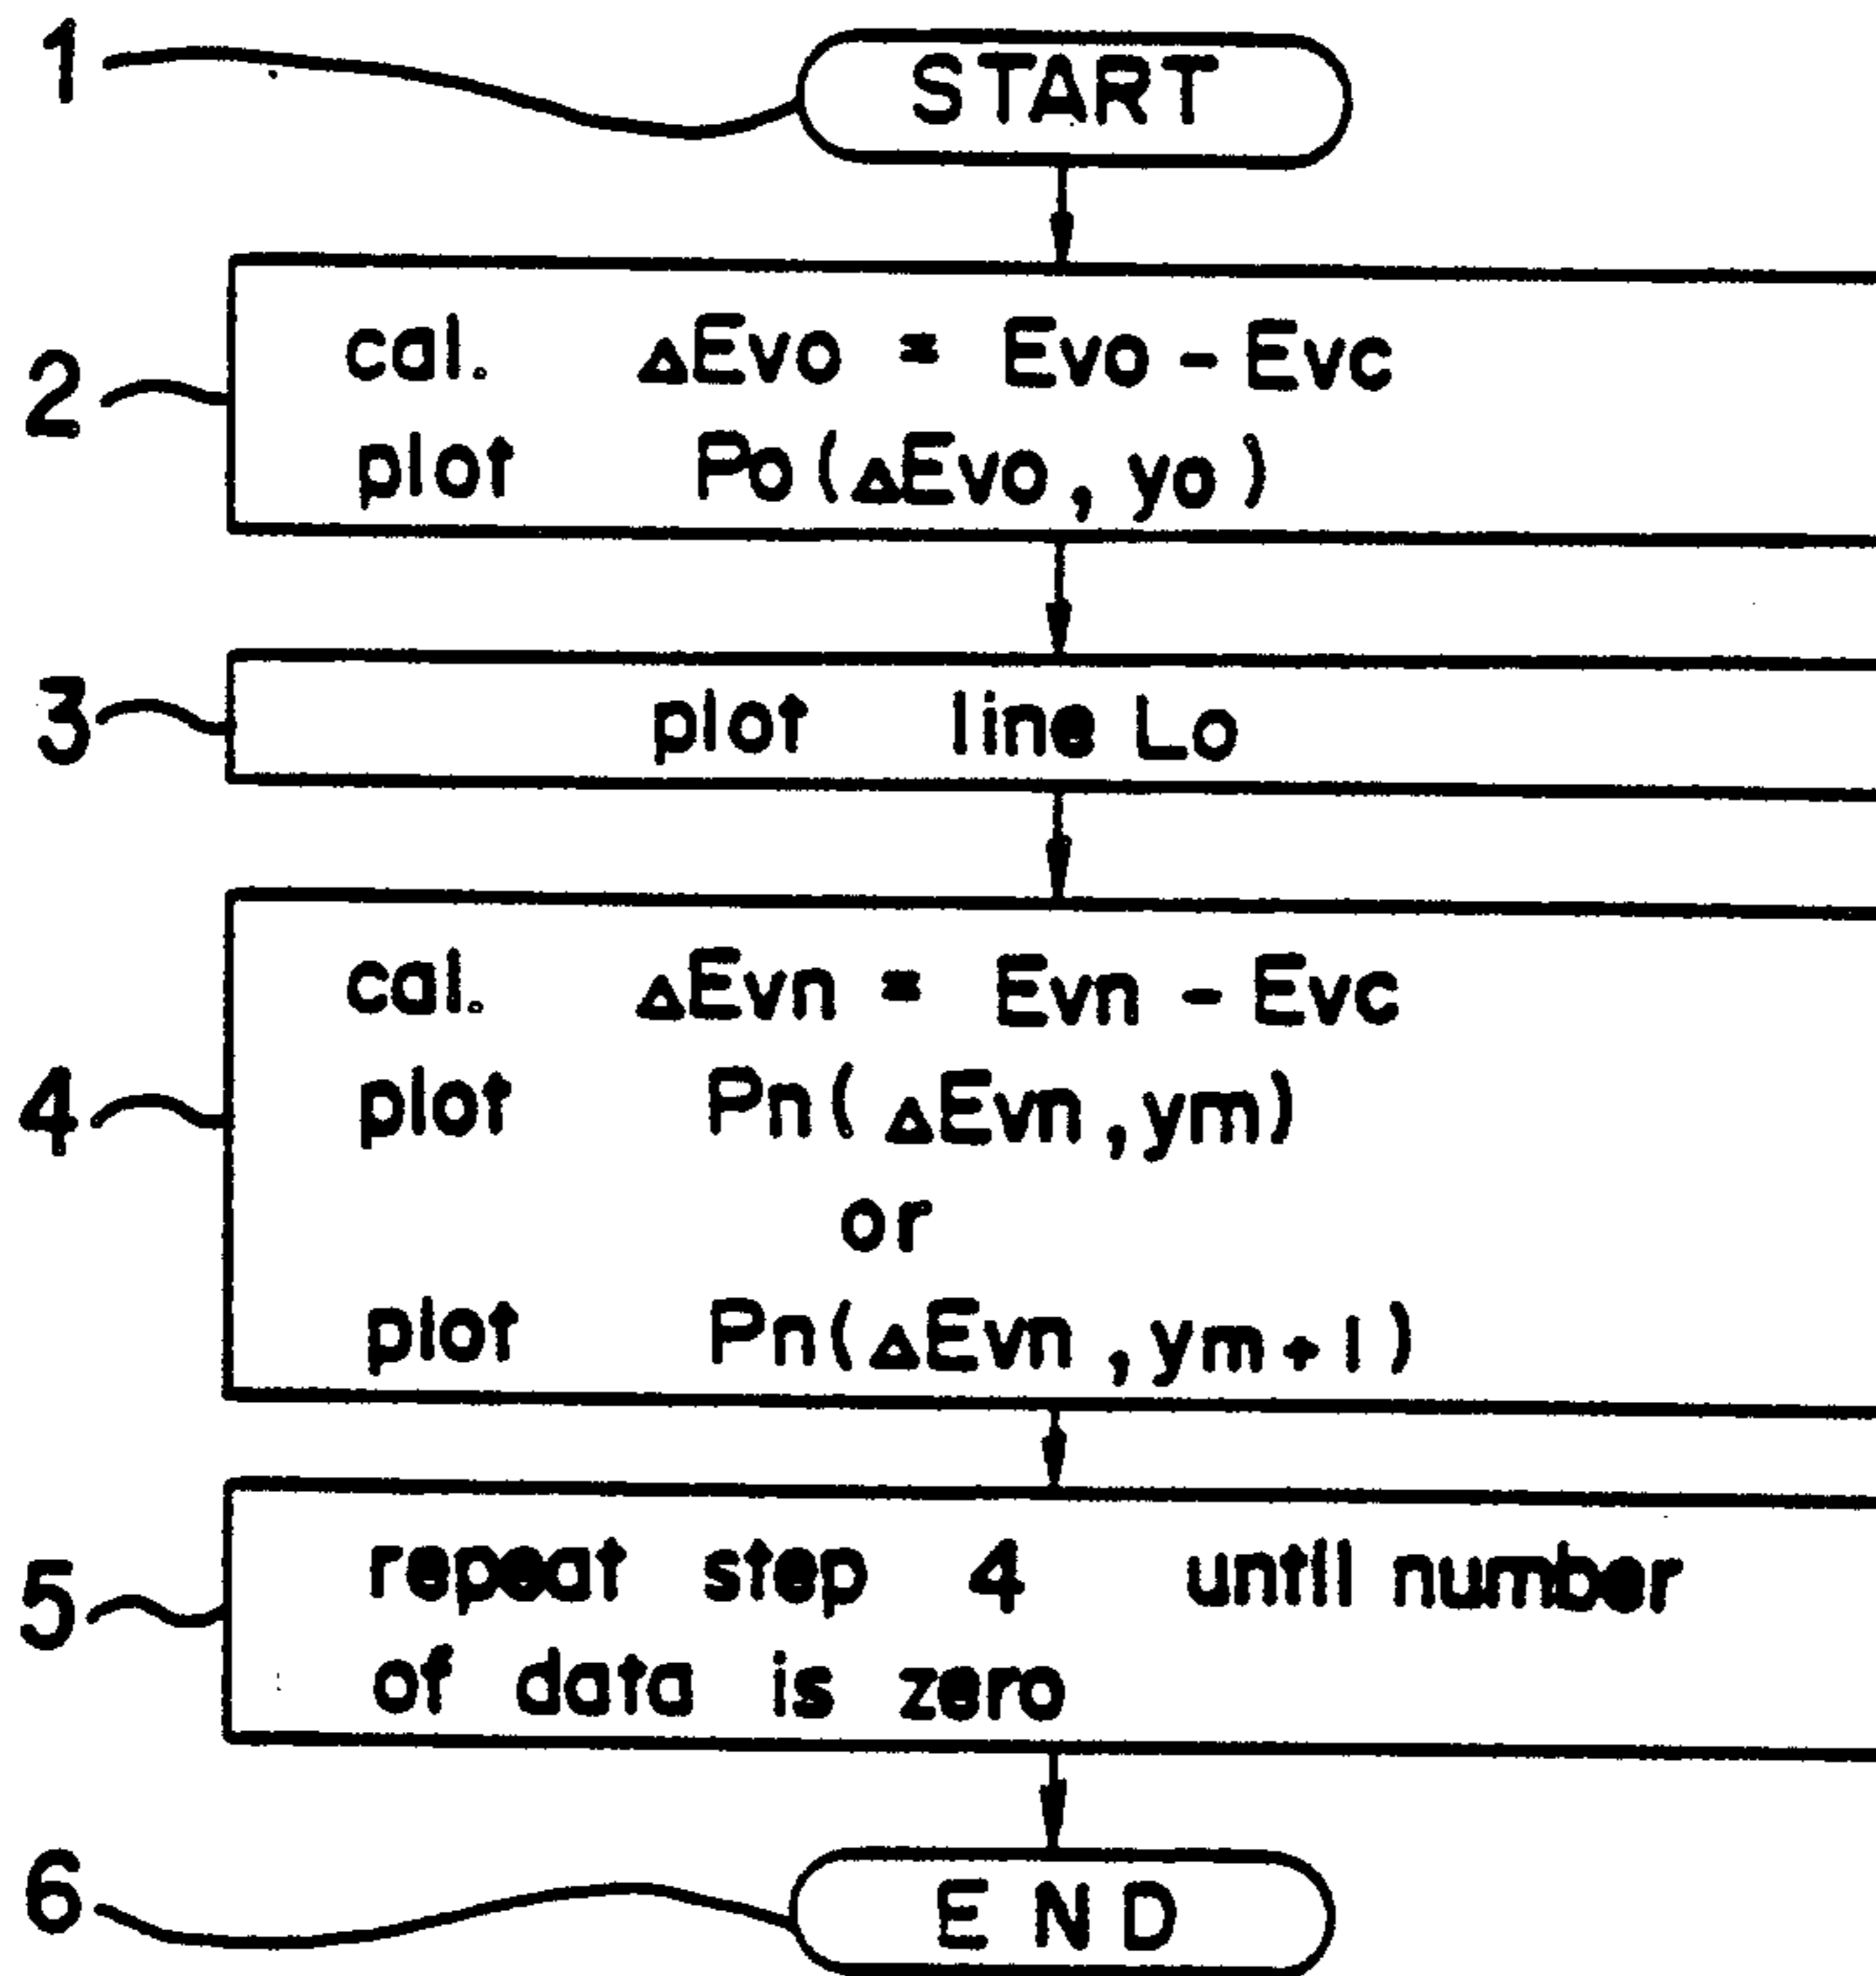 1 START
cal. ΔEvo = Evo - Evc
2
plot Po (ΔEvo, yo)
3 plot line Lo
cal. ΔEvn = Evn - Evc
4 plot Pn (ΔEvn, ym)
or
plot Pn (ΔEvn, ym+1)
5 repeat step 4 until number
of data is zero
6 END